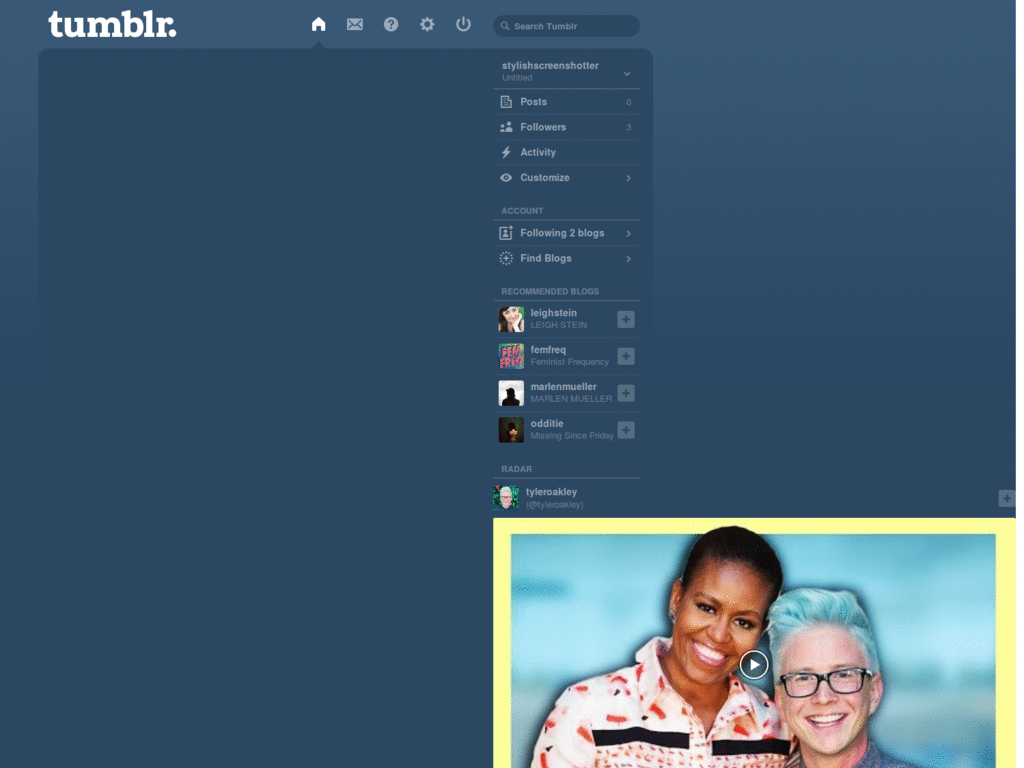 tumblr.
Search Tumblr
stylishscreenshotter
Untitled
Posts 0
Followers 3
Activity
Customize
ACCOUNT
Following 2 blogs
Find Blogs
RECOMMENDED BLOGS
leighstein
LEIGH STEIN
femfreq
Feminist Frequency
marlenmueller
MARLEN MUELLER
odditie
Missing Since Friday
RADAR
tyleroakley
(@tyleroakley)